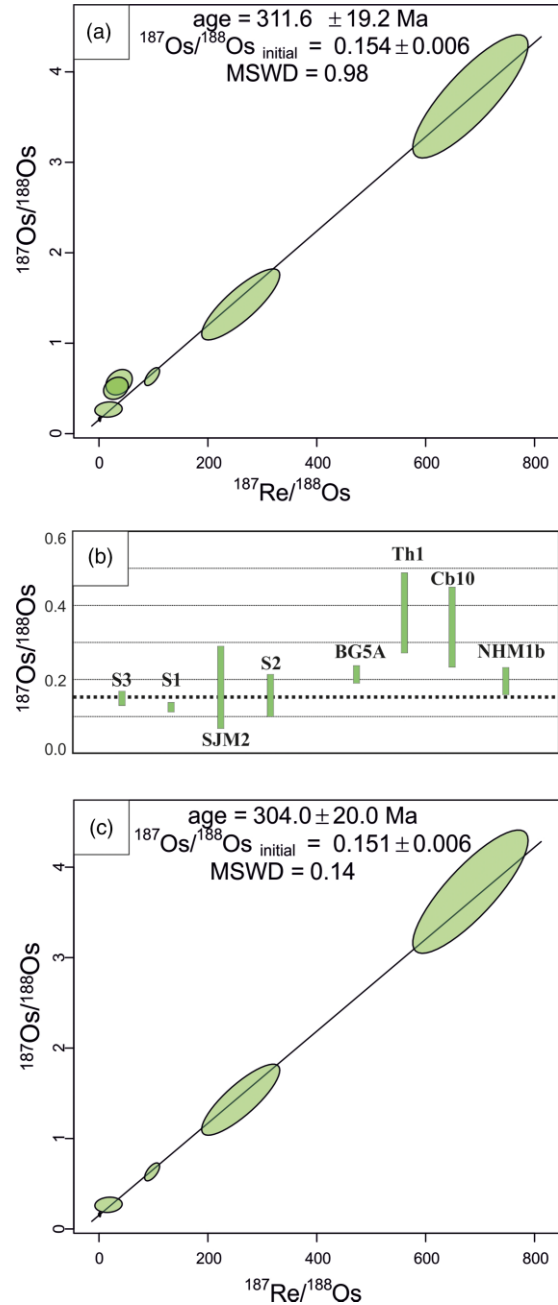 (a)
age = 311.6 ± 19.2 Ma
¹⁸⁷Os/¹⁸⁸Os initial = 0.154 ± 0.006
MSWD = 0.98
¹⁸⁷Os/¹⁸⁸Os
4
3
2
1
0
0 200 400 600 800
¹⁸⁷Re/¹⁸⁸Os
(b)
¹⁸⁷Os/¹⁸⁸Os
0.6
0.4
0.2
0.0
Th1
Cb10
S3 S1 S2 BG5A NHM1b
SJM2
(c)
age = 304.0 ± 20.0 Ma
¹⁸⁷Os/¹⁸⁸Os initial = 0.151 ± 0.006
MSWD = 0.14
¹⁸⁷Os/¹⁸⁸Os
4
3
2
1
0
0 200 400 600 800
¹⁸⁷Re/¹⁸⁸Os